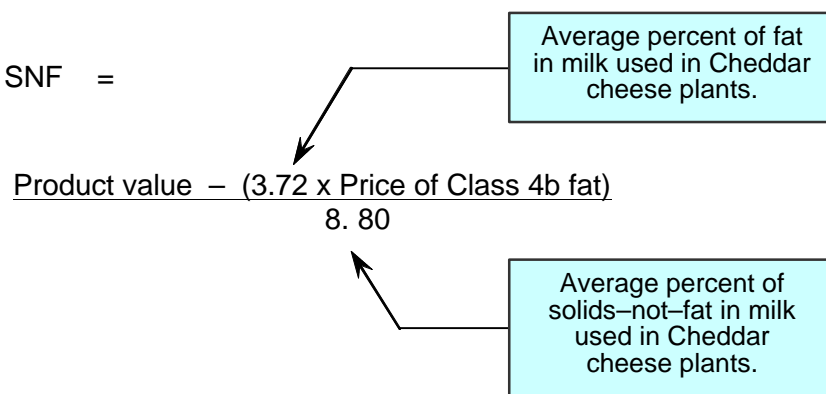 Average percent of fat
in milk used in Cheddar
cheese plants.
SNF =
Product value – (3.72 x Price of Class 4b fat)
8. 80
Average percent of
solids–not–fat in milk
used in Cheddar
cheese plants.